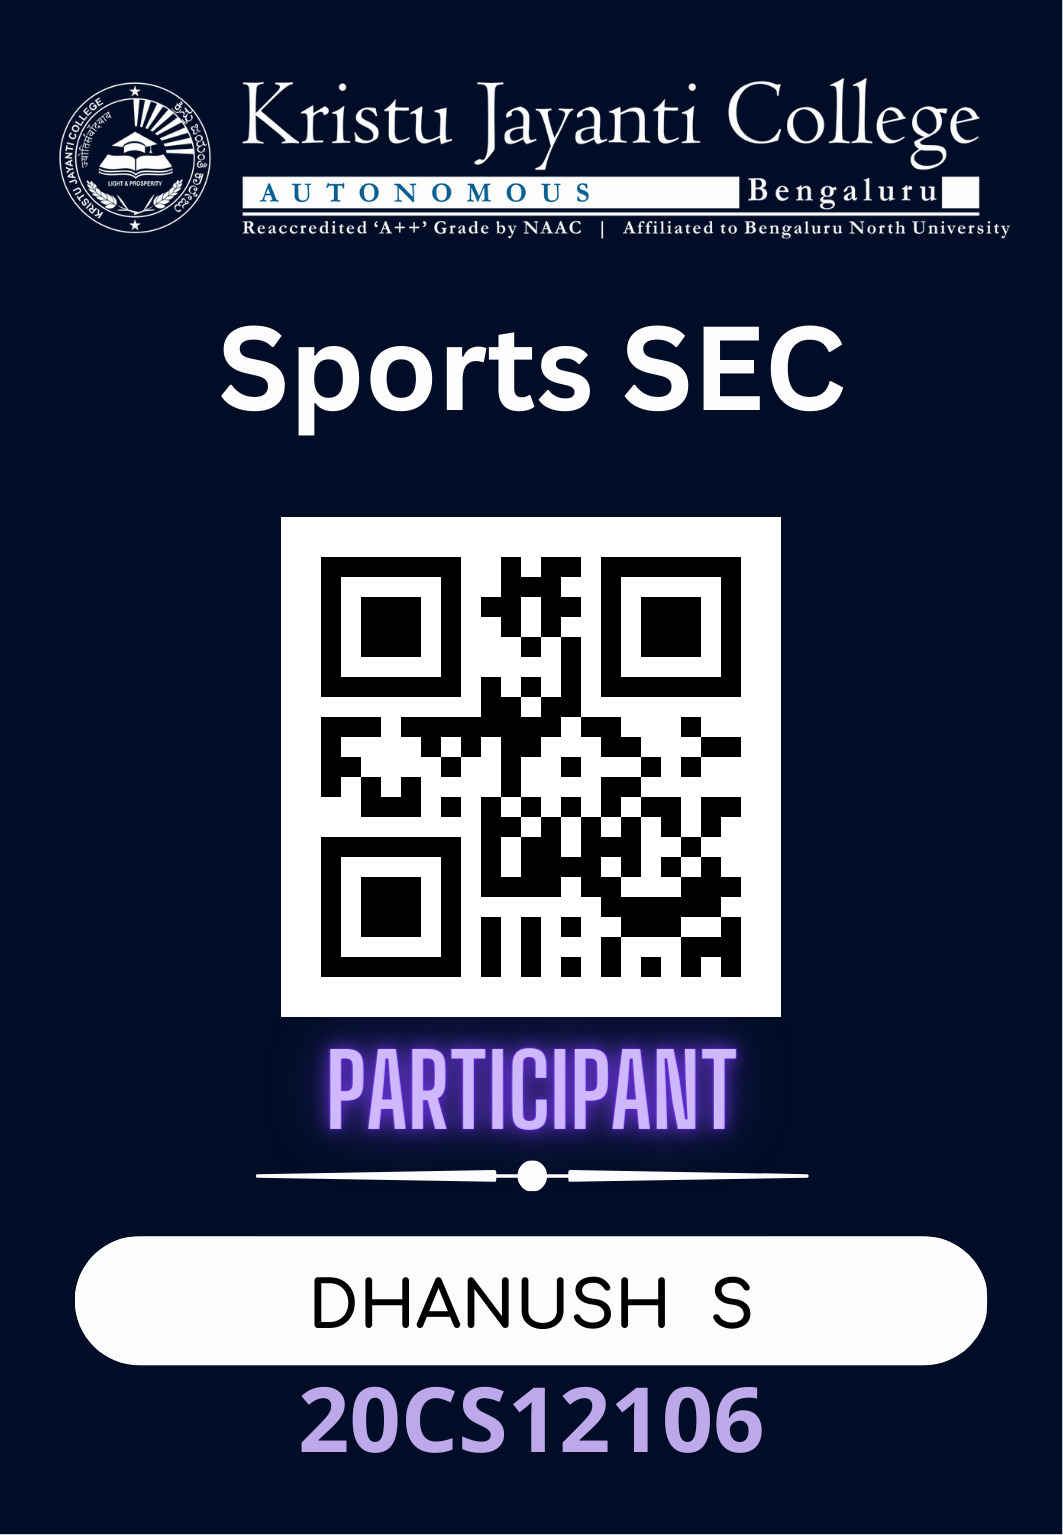 Kristu Jayanti College
AUTONOMOUS Bengaluru
Reaccredited ‘A++’ Grade by NAAC | Affiliated to Bengaluru North University
KRISTU JAYANTI COLLEGE
LIGHT & PROSPERITY
Sports SEC
PARTICIPANT
DHANUSH S
20CS12106